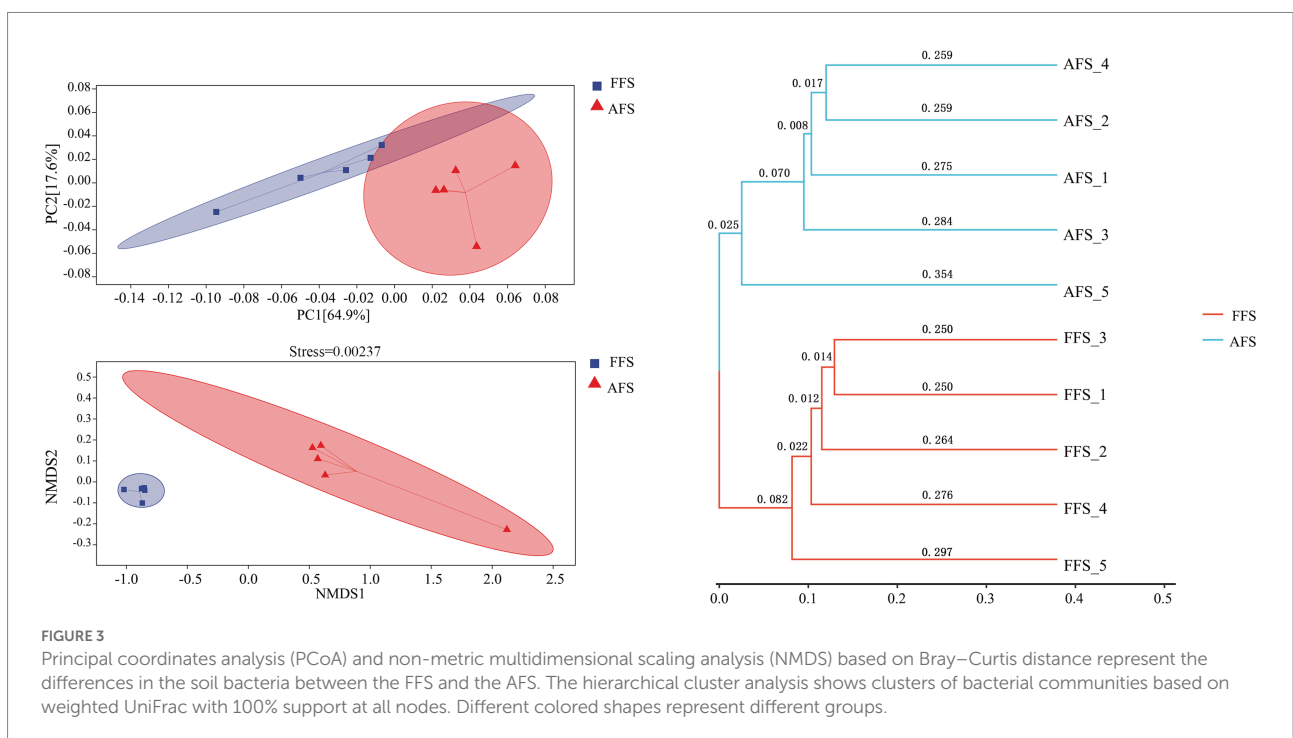 0.08
0.06
0.04
0.02
0.00
-0.02
-0.04
-0.06
-0.08
PC2[17.6%]
-0.14 -0.12 -0.10 -0.08 -0.06 -0.04 -0.02 0.00 0.02 0.04 0.06 0.08
PC1[64.9%]
FFS
AFS
Stress=0.00237
0.5
0.4
0.3
0.2
0.1
0.0
-0.1
-0.2
-0.3
NMDS2
-1.0 -0.5 0.0 0.5 1.0 1.5 2.0 2.5
NMDS1
FFS
AFS
0.259
AFS_4
0.017
0.259
AFS_2
0.008
0.275
AFS_1
0.070
0.284
AFS_3
0.025
0.354
AFS_5
0.250
FFS_3
0.014
0.250
FFS_1
0.012
0.264
FFS_2
0.022
0.276
FFS_4
0.082
0.297
FFS_5
0.0 0.1 0.2 0.3 0.4 0.5
FFS
AFS
FIGURE 3
Principal coordinates analysis (PCoA) and non-metric multidimensional scaling analysis (NMDS) based on Bray–Curtis distance represent the
differences in the soil bacteria between the FFS and the AFS. The hierarchical cluster analysis shows clusters of bacterial communities based on
weighted UniFrac with 100% support at all nodes. Different colored shapes represent different groups.